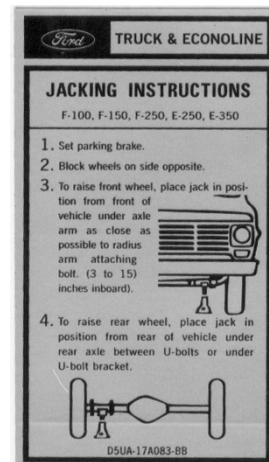 Ford
TRUCK & ECONOLINE
JACKING INSTRUCTIONS
F-100, F-150, F-250, E-250, E-350
1. Set parking brake.
2. Block wheels on side opposite.
3. To raise front wheel, place jack in posi-
tion from front of
vehicle under axle
arm as close as
possible to radius
arm attaching
bolt. (3 to 15)
inches inboard).
4. To raise rear wheel, place jack in
position from rear of vehicle under
rear axle between U-bolts or under
U-bolt bracket.
D5UA-17A083-BB